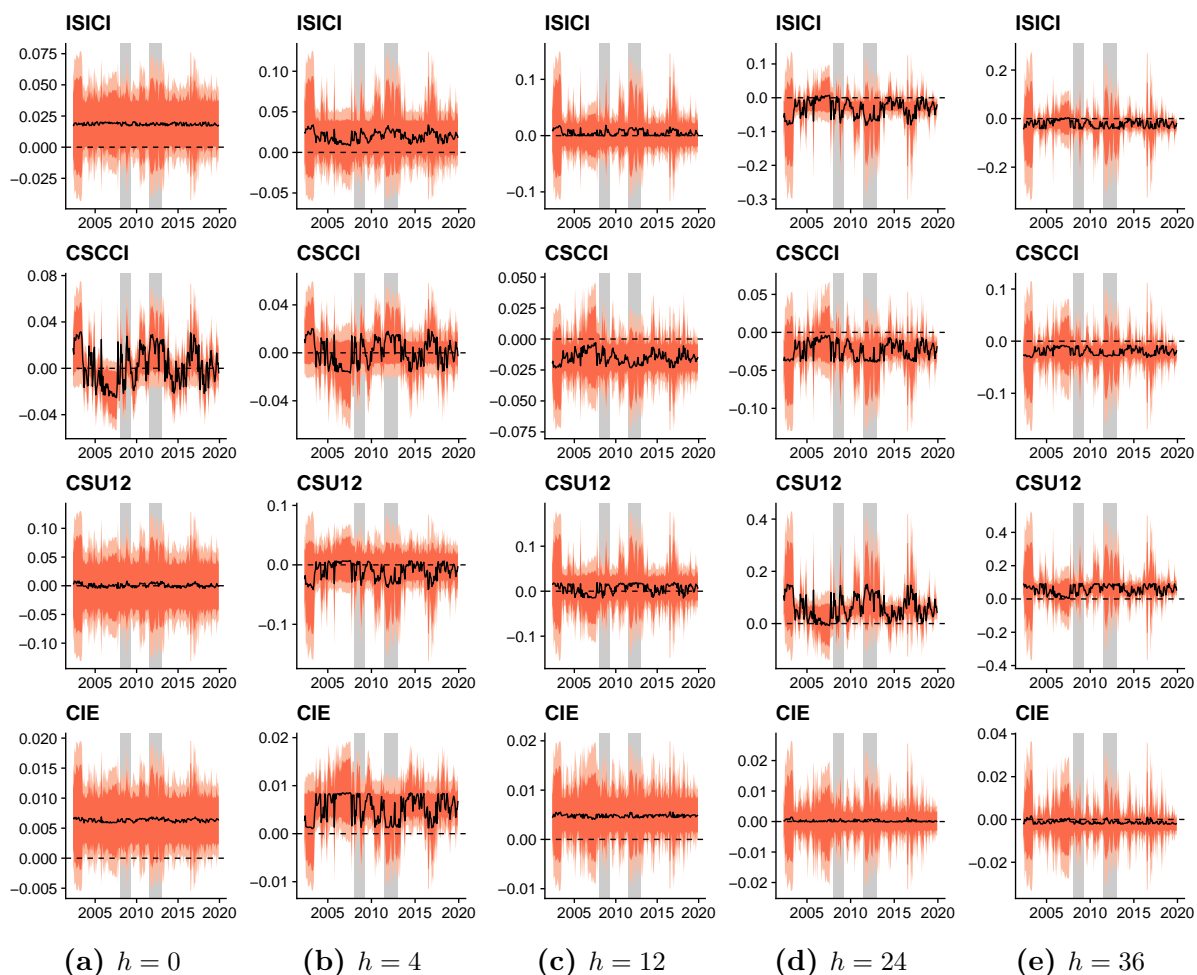 ISICI ISICI ISICI ISICI ISICI
0.075 0.050 0.025 0.000 −0.025
0.10 0.05 0.00 −0.05
0.1 0.0 −0.1
0.1 0.0 −0.1 −0.2 −0.3
0.2 0.0 −0.2
2005 2010 2015 2020 2005 2010 2015 2020 2005 2010 2015 2020 2005 2010 2015 2020 2005 2010 2015 2020
CSCCI CSCCI CSCCI CSCCI CSCCI
0.08 0.04 0.00 −0.04
0.04 0.00 −0.04
0.050 0.025 0.000 −0.025 −0.050 −0.075
0.05 0.00 −0.05 −0.10
0.1 0.0 −0.1
2005 2010 2015 2020 2005 2010 2015 2020 2005 2010 2015 2020 2005 2010 2015 2020 2005 2010 2015 2020
CSU12 CSU12 CSU12 CSU12 CSU12
0.10 0.05 0.00 −0.05 −0.10
0.1 0.0 −0.1
0.1 0.0 −0.1
0.4 0.2 0.0
0.4 0.2 0.0 −0.2 −0.4
2005 2010 2015 2020 2005 2010 2015 2020 2005 2010 2015 2020 2005 2010 2015 2020 2005 2010 2015 2020
CIE CIE CIE CIE CIE
0.020 0.015 0.010 0.005 0.000 −0.005
0.02 0.01 0.00 −0.01
0.02 0.01 0.00 −0.01
0.02 0.01 0.00 −0.01 −0.02
0.04 0.02 0.00 −0.02
2005 2010 2015 2020 2005 2010 2015 2020 2005 2010 2015 2020 2005 2010 2015 2020 2005 2010 2015 2020
(a) h = 0 (b) h = 4 (c) h = 12 (d) h = 24 (e) h = 36